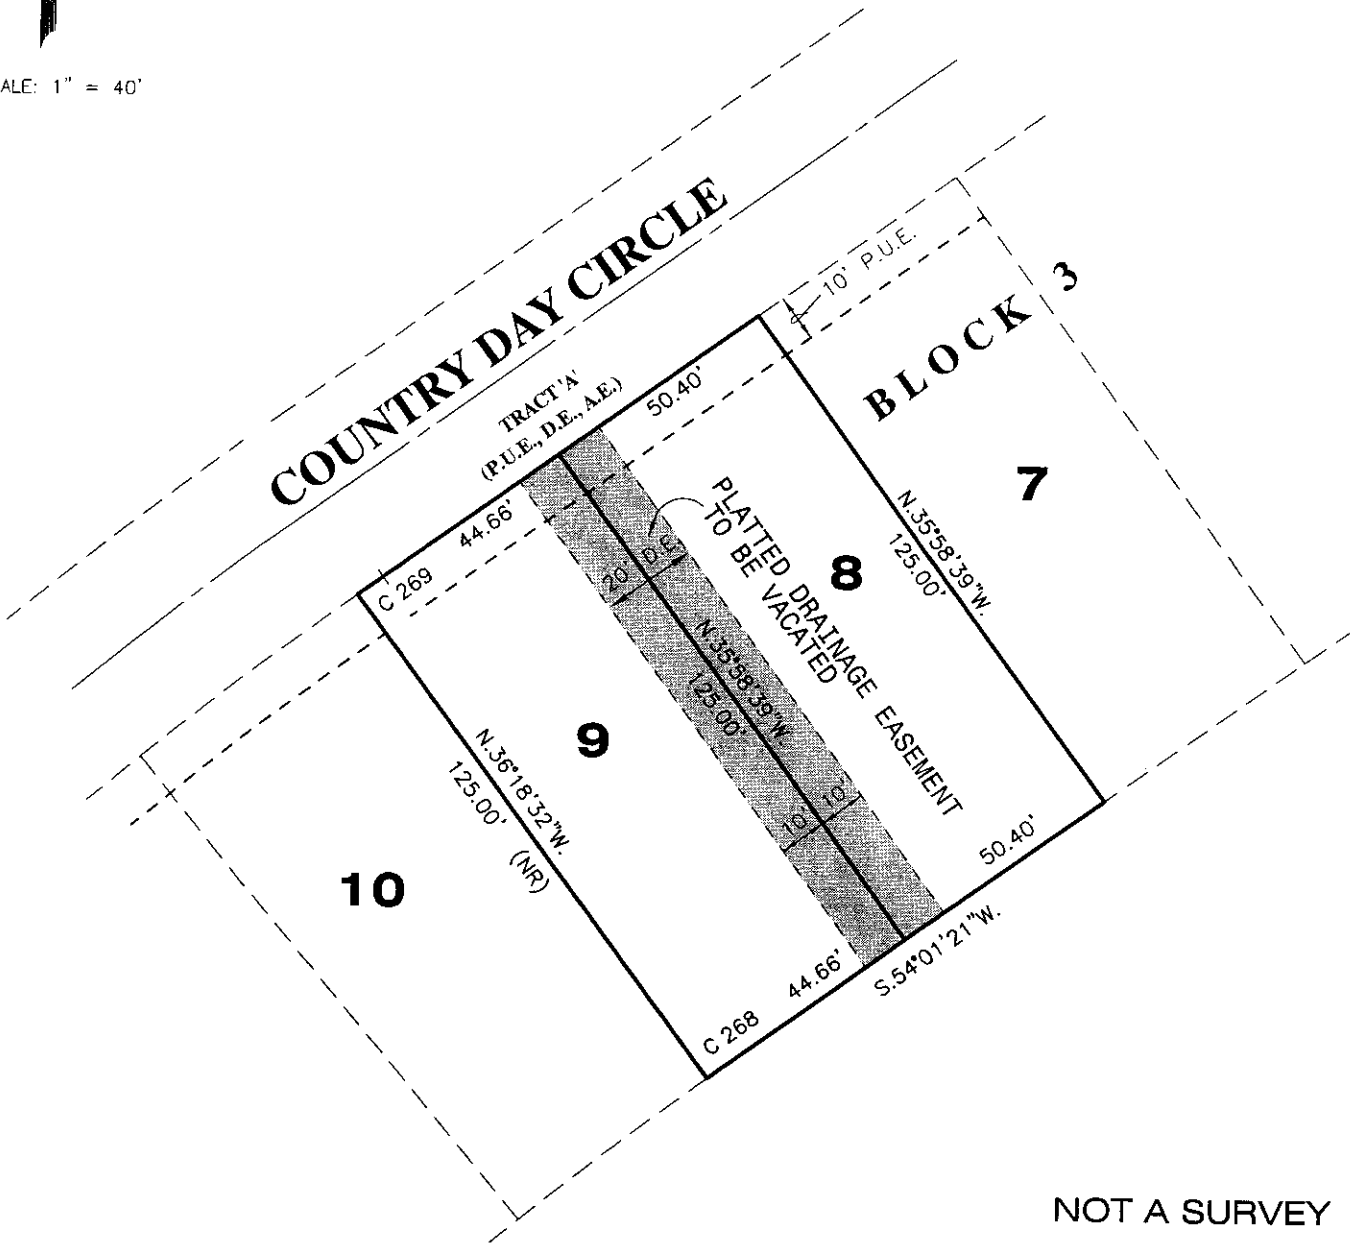 ALE: 1" = 40'
COUNTRY DAY CIRCLE
TRACT 'A'
(P.U.E., D.E., A.E.)
10' P.U.E.
BLOCK 3
50.40'
44.66'
C 269
7
8
9
10
20' D.E.
PLATTED DRAINAGE EASEMENT
TO BE VACATED
N.35°58'39"W.
125.00'
N.35°58'39"W.
125.00'
N.36°18'32"W.
125.00'
(NR)
10' 10'
50.40'
44.66'
C 268
S.54°01'21"W.
NOT A SURVEY